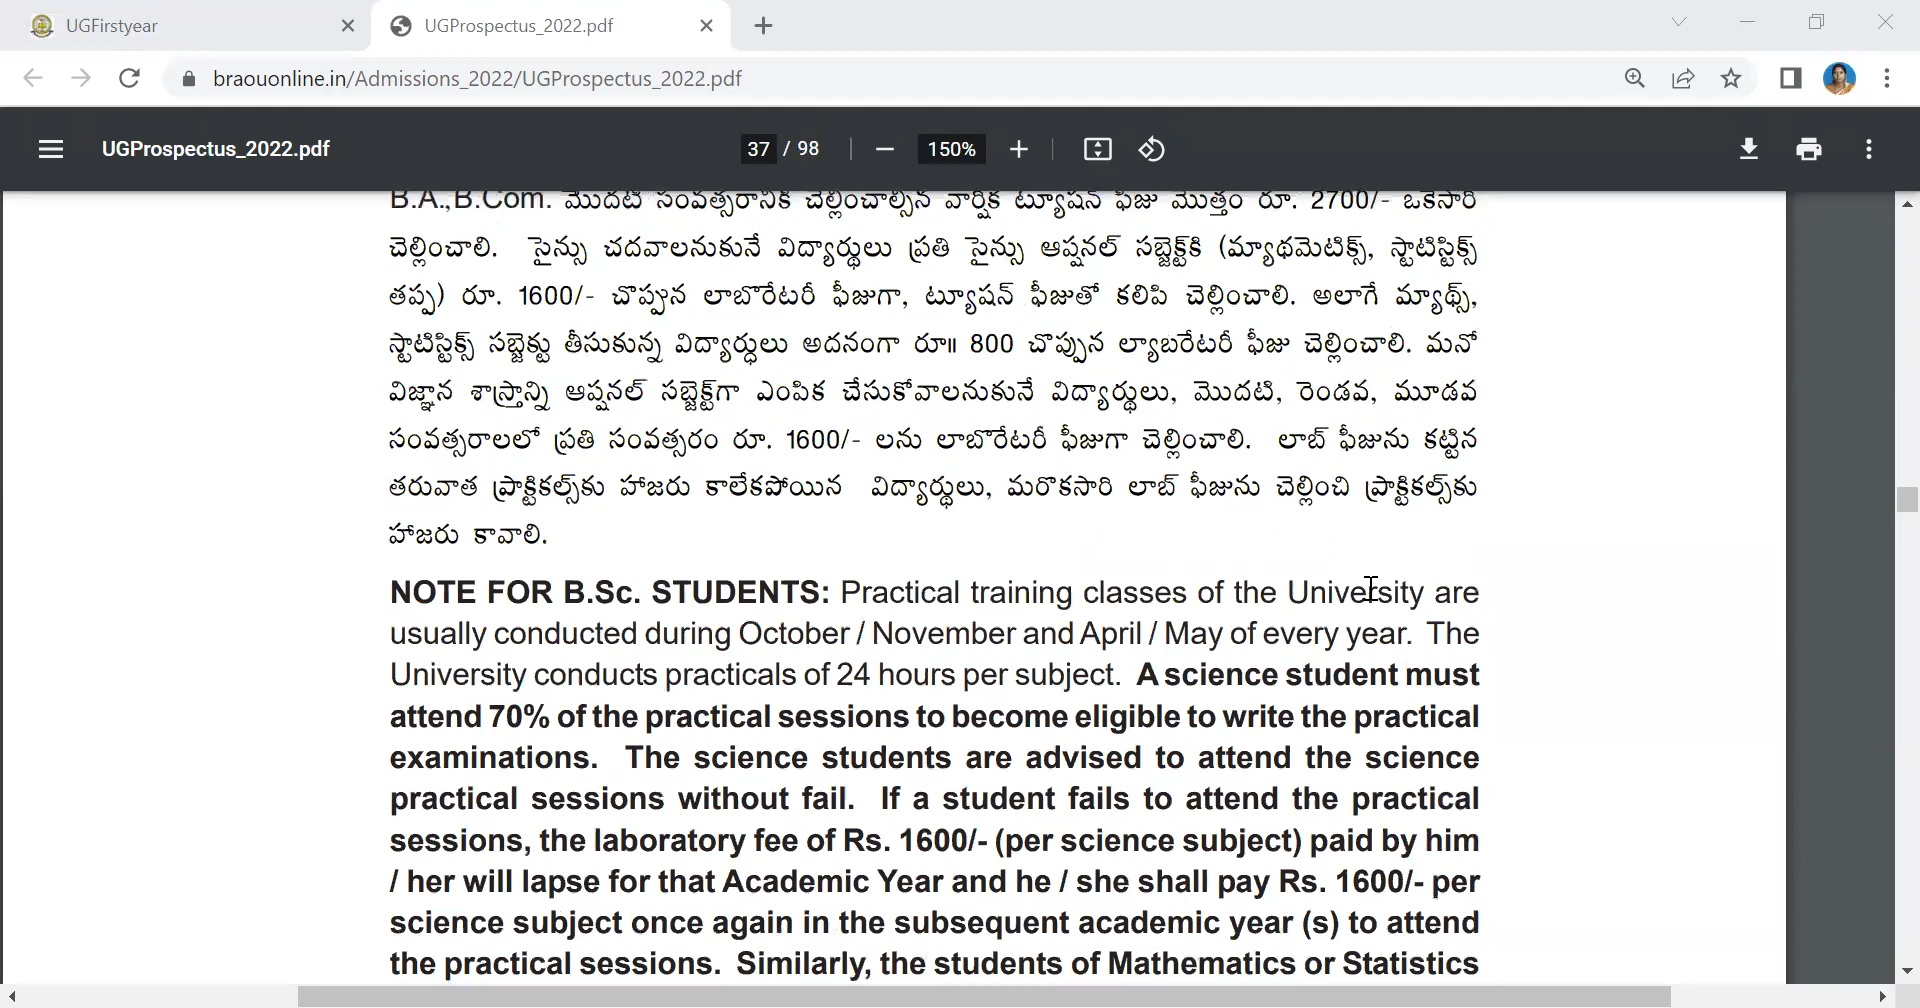 UGFirstyear
UGProspectus_2022.pdf
braouonline.in/Admissions_2022/UGProspectus_2022.pdf
UGProspectus_2022.pdf
37 / 98
150%
B.A.,B.Com. మొదటి సంవత్సరానికి చెల్లించాల్సిన వార్షిక ట్యూషన్ ఫీజు మొత్తం రూ. 2700/- ఒకేసారి
చెల్లించాలి. సైన్సు చదవాలనుకునే విద్యార్థులు ప్రతి సైన్సు ఆప్షనల్ సబ్జెక్ట్‌కి (మ్యాథమెటిక్స్, స్టాటిస్టిక్స్
తప్ప) రూ. 1600/- చొప్పున లాబొరేటరీ ఫీజుగా, ట్యూషన్ ఫీజుతో కలిపి చెల్లించాలి. అలాగే మ్యాథ్స్,
స్టాటిస్టిక్స్ సబ్జెక్టు తీసుకున్న విద్యార్థులు అదనంగా రూ॥ 800 చొప్పున ల్యాబరేటరీ ఫీజు చెల్లించాలి. మనో
విజ్ఞాన శాస్త్రాన్ని ఆప్షనల్ సబ్జెక్ట్‌గా ఎంపిక చేసుకోవాలనుకునే విద్యార్థులు, మొదటి, రెండవ, మూడవ
సంవత్సరాలలో ప్రతి సంవత్సరం రూ. 1600/- లను లాబొరేటరీ ఫీజుగా చెల్లించాలి. లాబ్ ఫీజును కట్టిన
తరువాత ప్రాక్టికల్స్‌కు హాజరు కాలేకపోయిన విద్యార్థులు, మరొకసారి లాబ్ ఫీజును చెల్లించి ప్రాక్టికల్స్‌కు
హాజరు కావాలి.
NOTE FOR B.Sc. STUDENTS: Practical training classes of the University are
usually conducted during October / November and April / May of every year. The
University conducts practicals of 24 hours per subject. A science student must
attend 70% of the practical sessions to become eligible to write the practical
examinations. The science students are advised to attend the science
practical sessions without fail. If a student fails to attend the practical
sessions, the laboratory fee of Rs. 1600/- (per science subject) paid by him
/ her will lapse for that Academic Year and he / she shall pay Rs. 1600/- per
science subject once again in the subsequent academic year (s) to attend
the practical sessions. Similarly, the students of Mathematics or Statistics